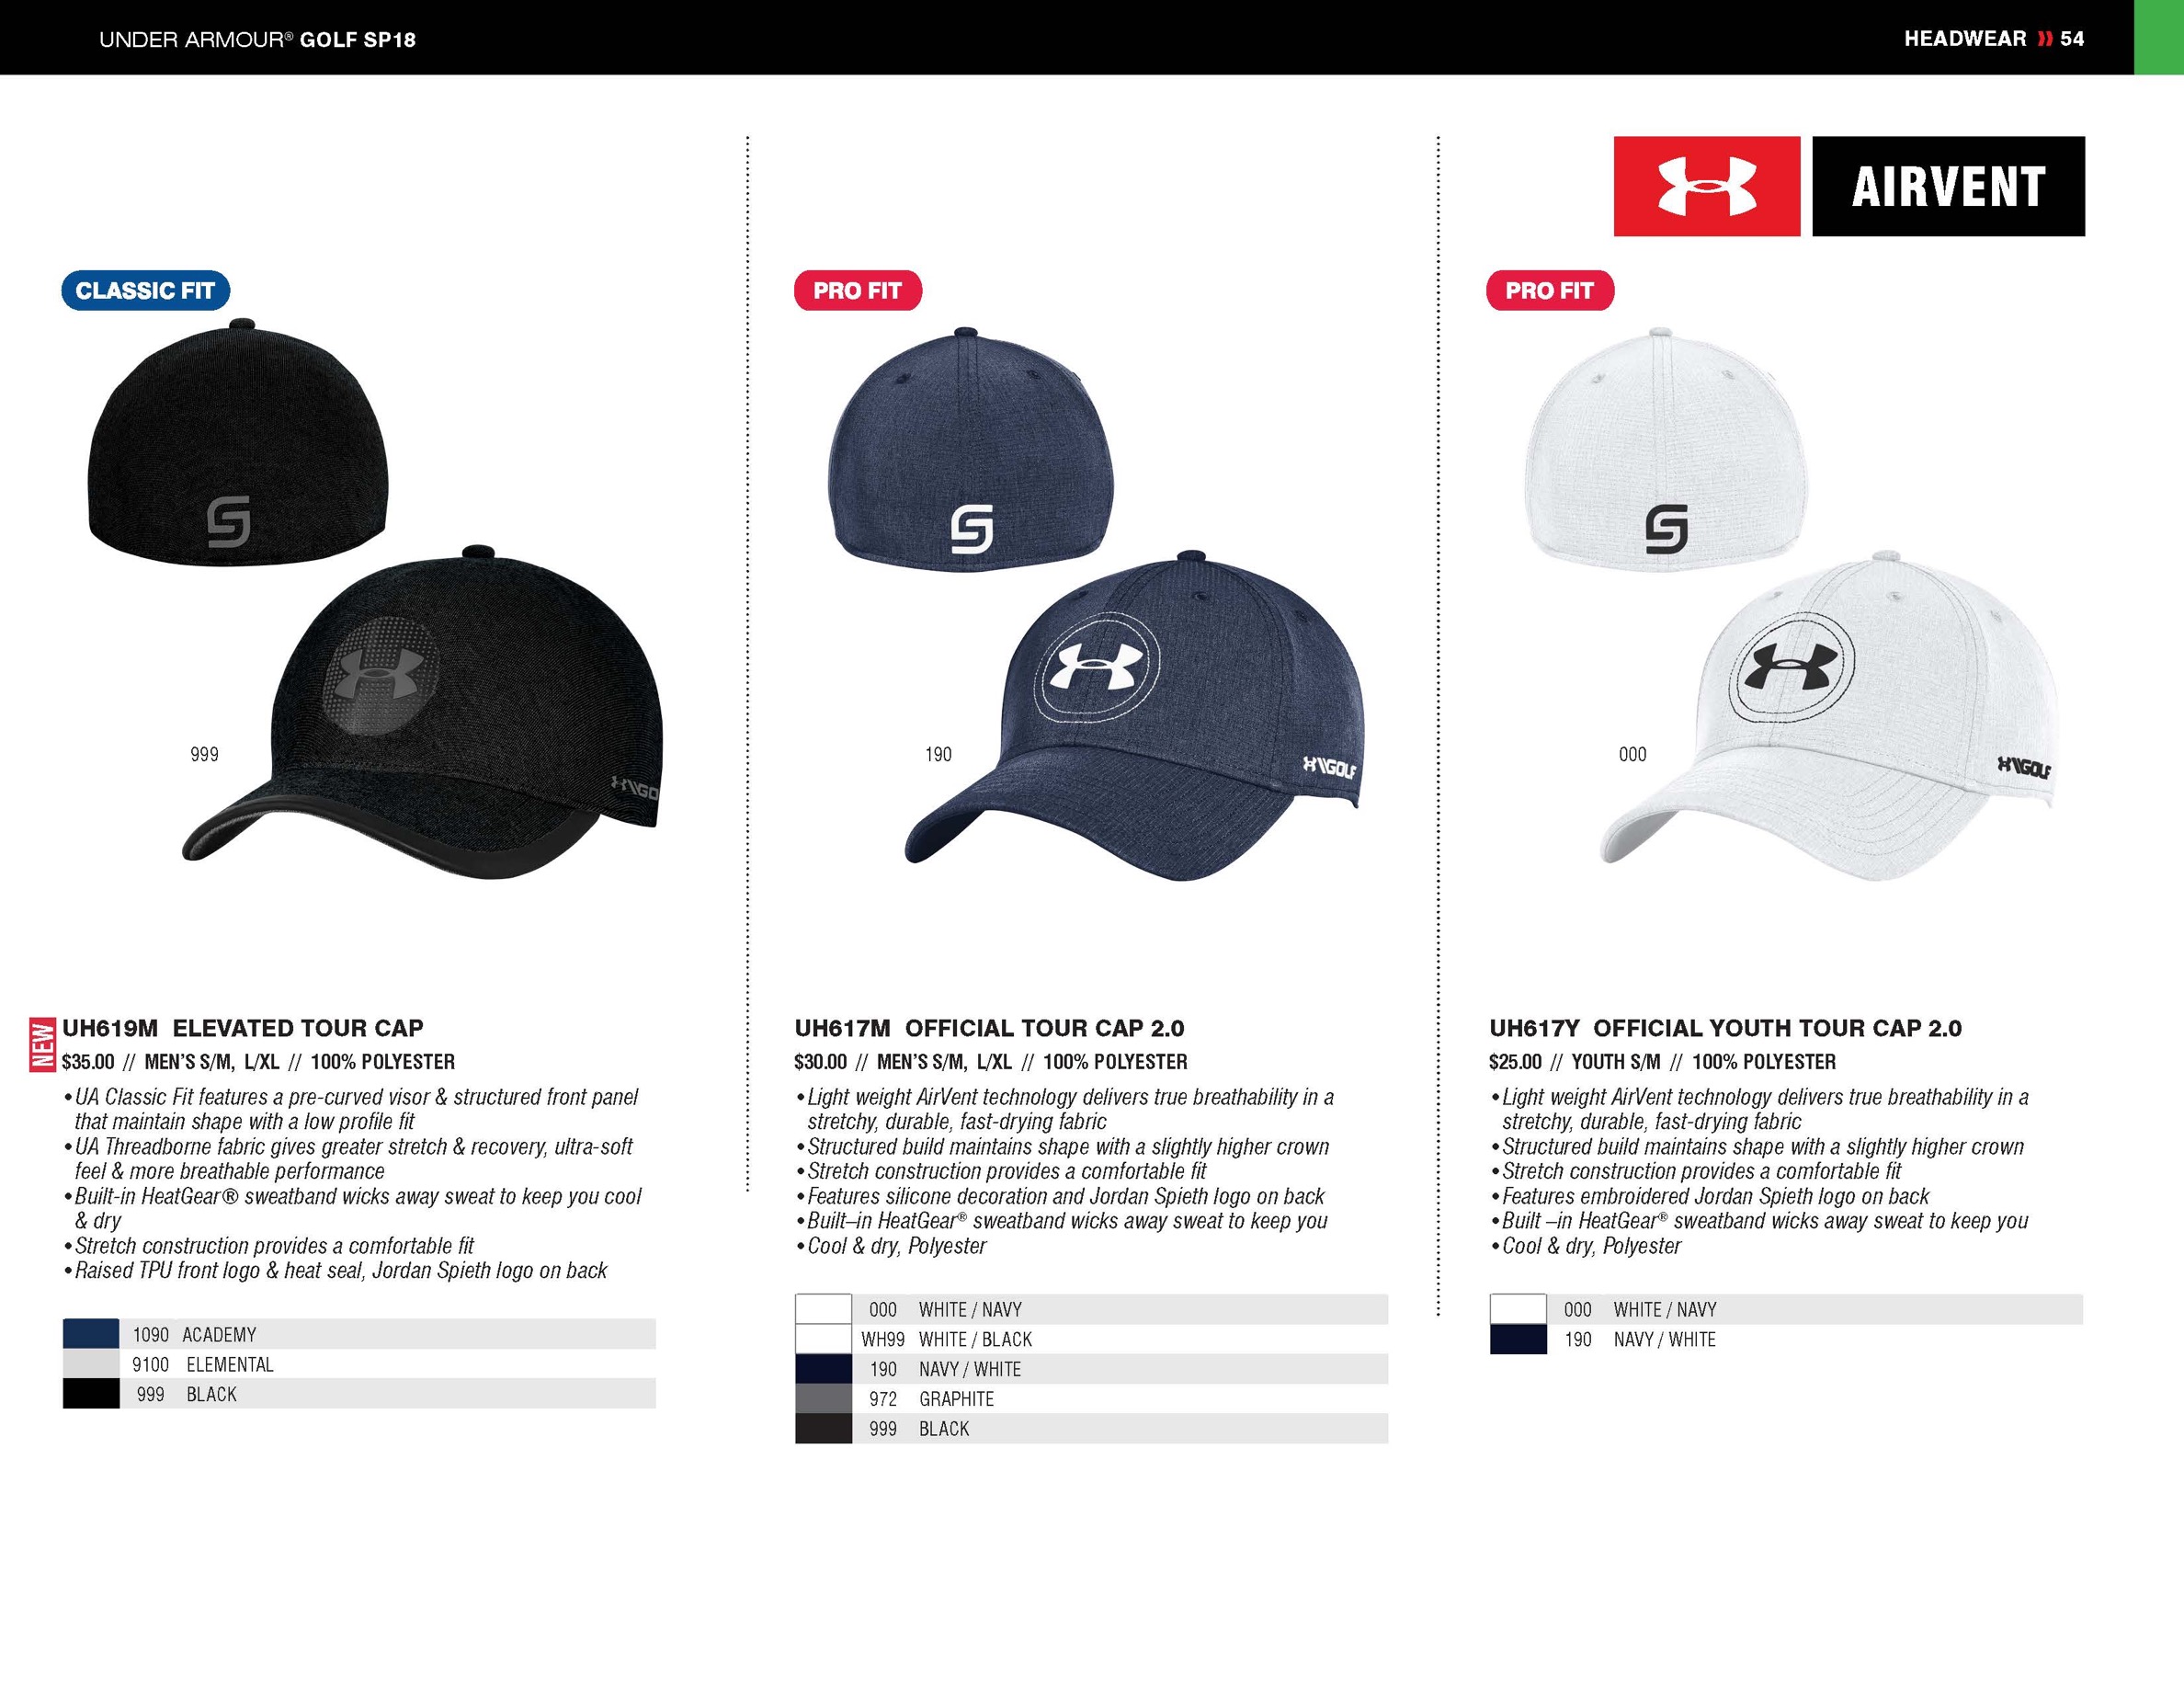 UNDER ARMOUR® GOLF SP18
HEADWEAR 54
AIRVENT
CLASSIC FIT
999
GO
NEW
UH619M ELEVATED TOUR CAP
$35.00 // MEN’S S/M, L/XL // 100% POLYESTER
•UA Classic Fit features a pre-curved visor & structured front panel
that maintain shape with a low profile fit
•UA Threadborne fabric gives greater stretch & recovery, ultra-soft
feel & more breathable performance
•Built-in HeatGear® sweatband wicks away sweat to keep you cool
& dry
•Stretch construction provides a comfortable fit
•Raised TPU front logo & heat seal, Jordan Spieth logo on back
1090 ACADEMY
9100 ELEMENTAL
999 BLACK
PRO FIT
190
GOLF
UH617M OFFICIAL TOUR CAP 2.0
$30.00 // MEN’S S/M, L/XL // 100% POLYESTER
•Light weight AirVent technology delivers true breathability in a
stretchy, durable, fast-drying fabric
•Structured build maintains shape with a slightly higher crown
•Stretch construction provides a comfortable fit
•Features silicone decoration and Jordan Spieth logo on back
•Built–in HeatGear® sweatband wicks away sweat to keep you
•Cool & dry, Polyester
000 WHITE / NAVY
WH99 WHITE / BLACK
190 NAVY / WHITE
972 GRAPHITE
999 BLACK
PRO FIT
000
GOLF
UH617Y OFFICIAL YOUTH TOUR CAP 2.0
$25.00 // YOUTH S/M // 100% POLYESTER
•Light weight AirVent technology delivers true breathability in a
stretchy, durable, fast-drying fabric
•Structured build maintains shape with a slightly higher crown
•Stretch construction provides a comfortable fit
•Features embroidered Jordan Spieth logo on back
•Built –in HeatGear® sweatband wicks away sweat to keep you
•Cool & dry, Polyester
000 WHITE / NAVY
190 NAVY / WHITE